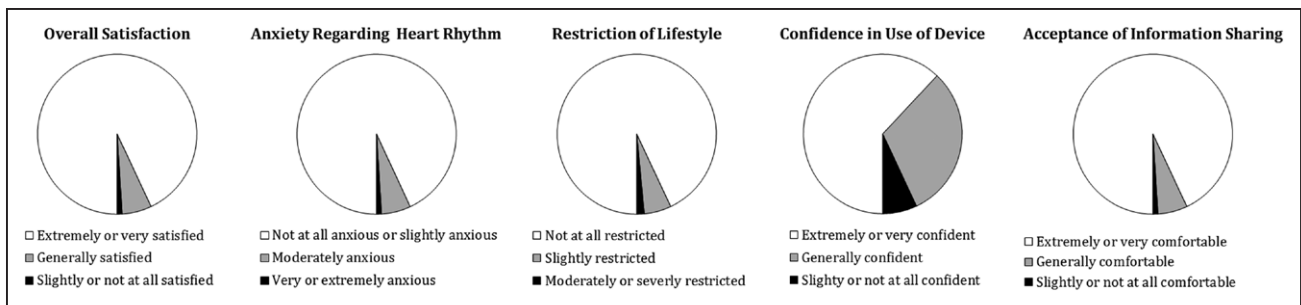 Overall Satisfaction
Extremely or very satisfied
Generally satisfied
Slightly or not at all satisfied
Anxiety Regarding Heart Rhythm
Not at all anxious or slightly anxious
Moderately anxious
Very or extremely anxious
Restriction of Lifestyle
Not at all restricted
Slightly restricted
Moderately or severly restricted
Confidence in Use of Device
Extremely or very confident
Generally confident
Slighty or not at all confident
Acceptance of Information Sharing
Extremely or very comfortable
Generally comfortable
Slightly or not at all comfortable